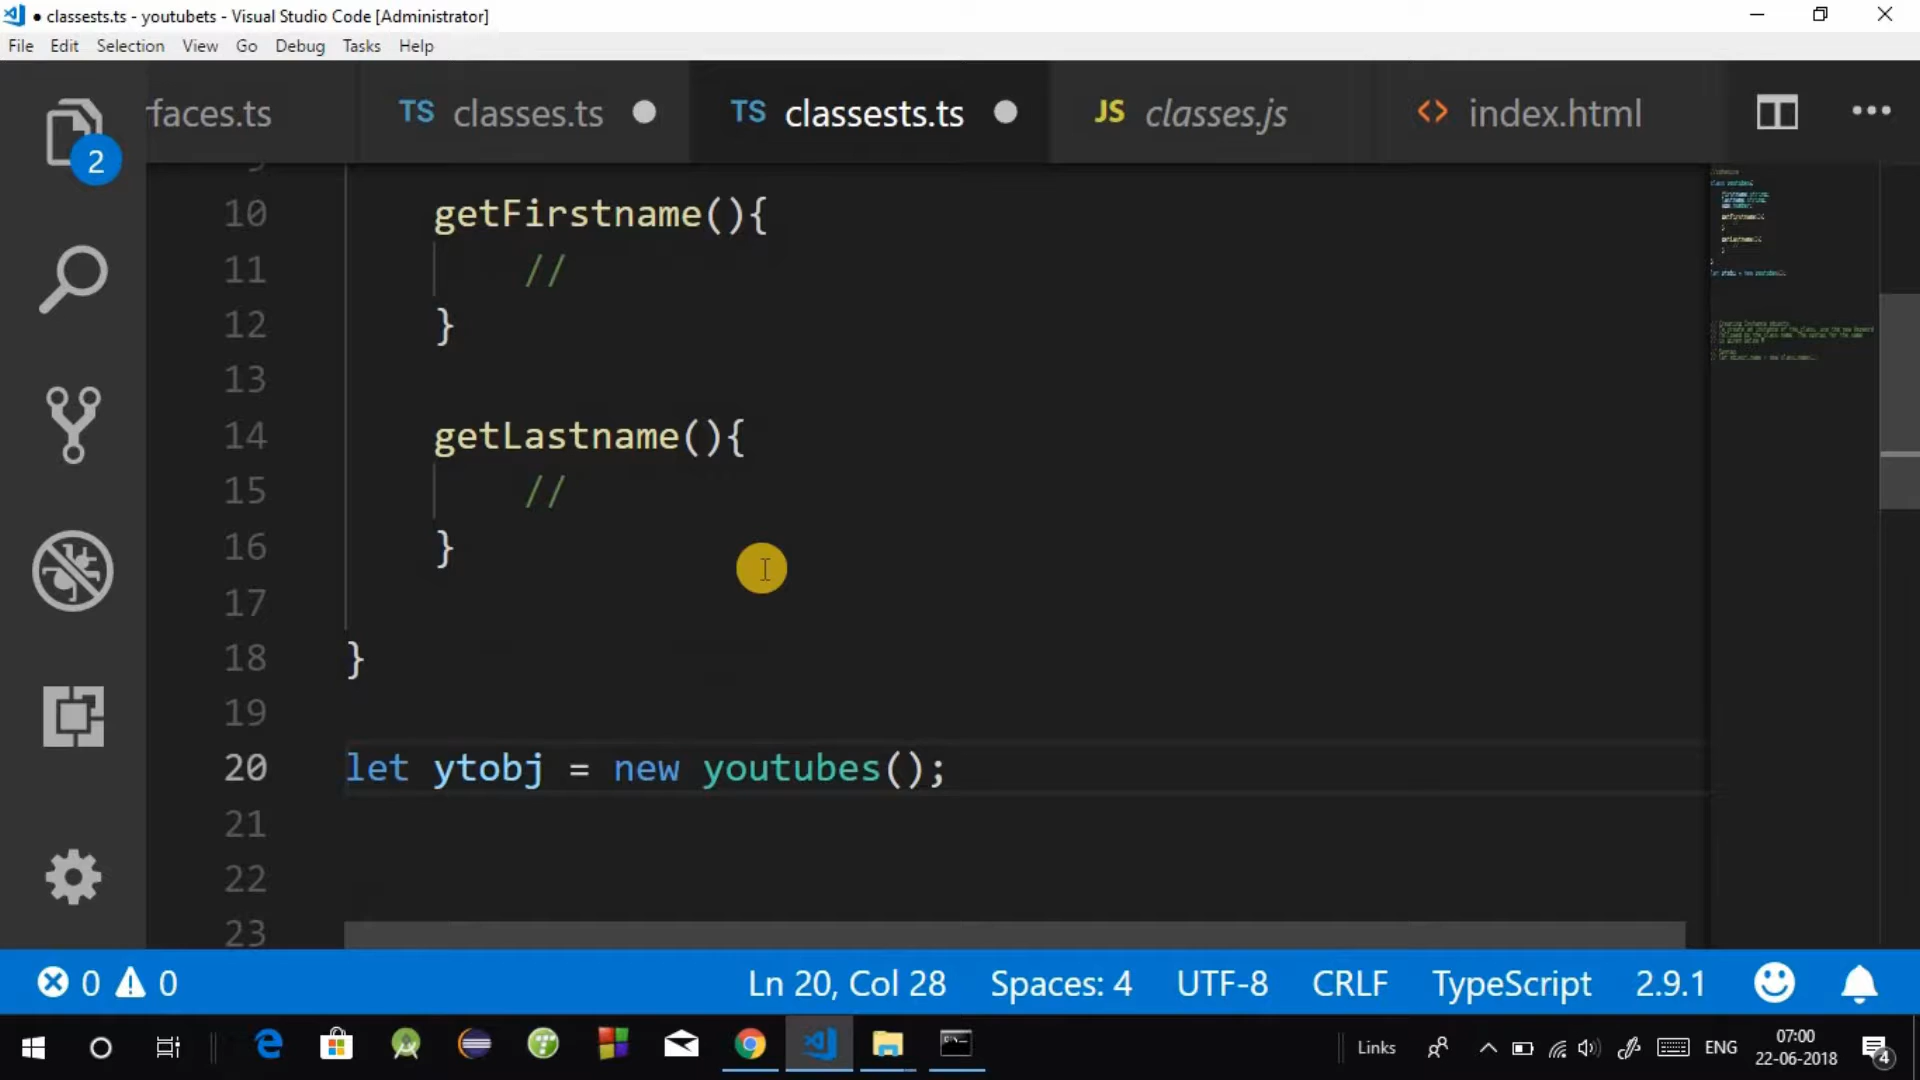 ● classests.ts - youtubets - Visual Studio Code [Administrator]
File Edit Selection View Go Debug Tasks Help
2
rfaces.ts
TS classes.ts
TS classests.ts
JS classes.js
<> index.html
10 getFirstname(){
11 //
12 }
13
14 getLastname(){
15 //
16 }
17
18 }
19
20 let ytobj = new youtubes();
21
22
23
0 0 Ln 20, Col 28 Spaces: 4 UTF-8 CRLF TypeScript 2.9.1
Links ENG 07:00
22-06-2018
4